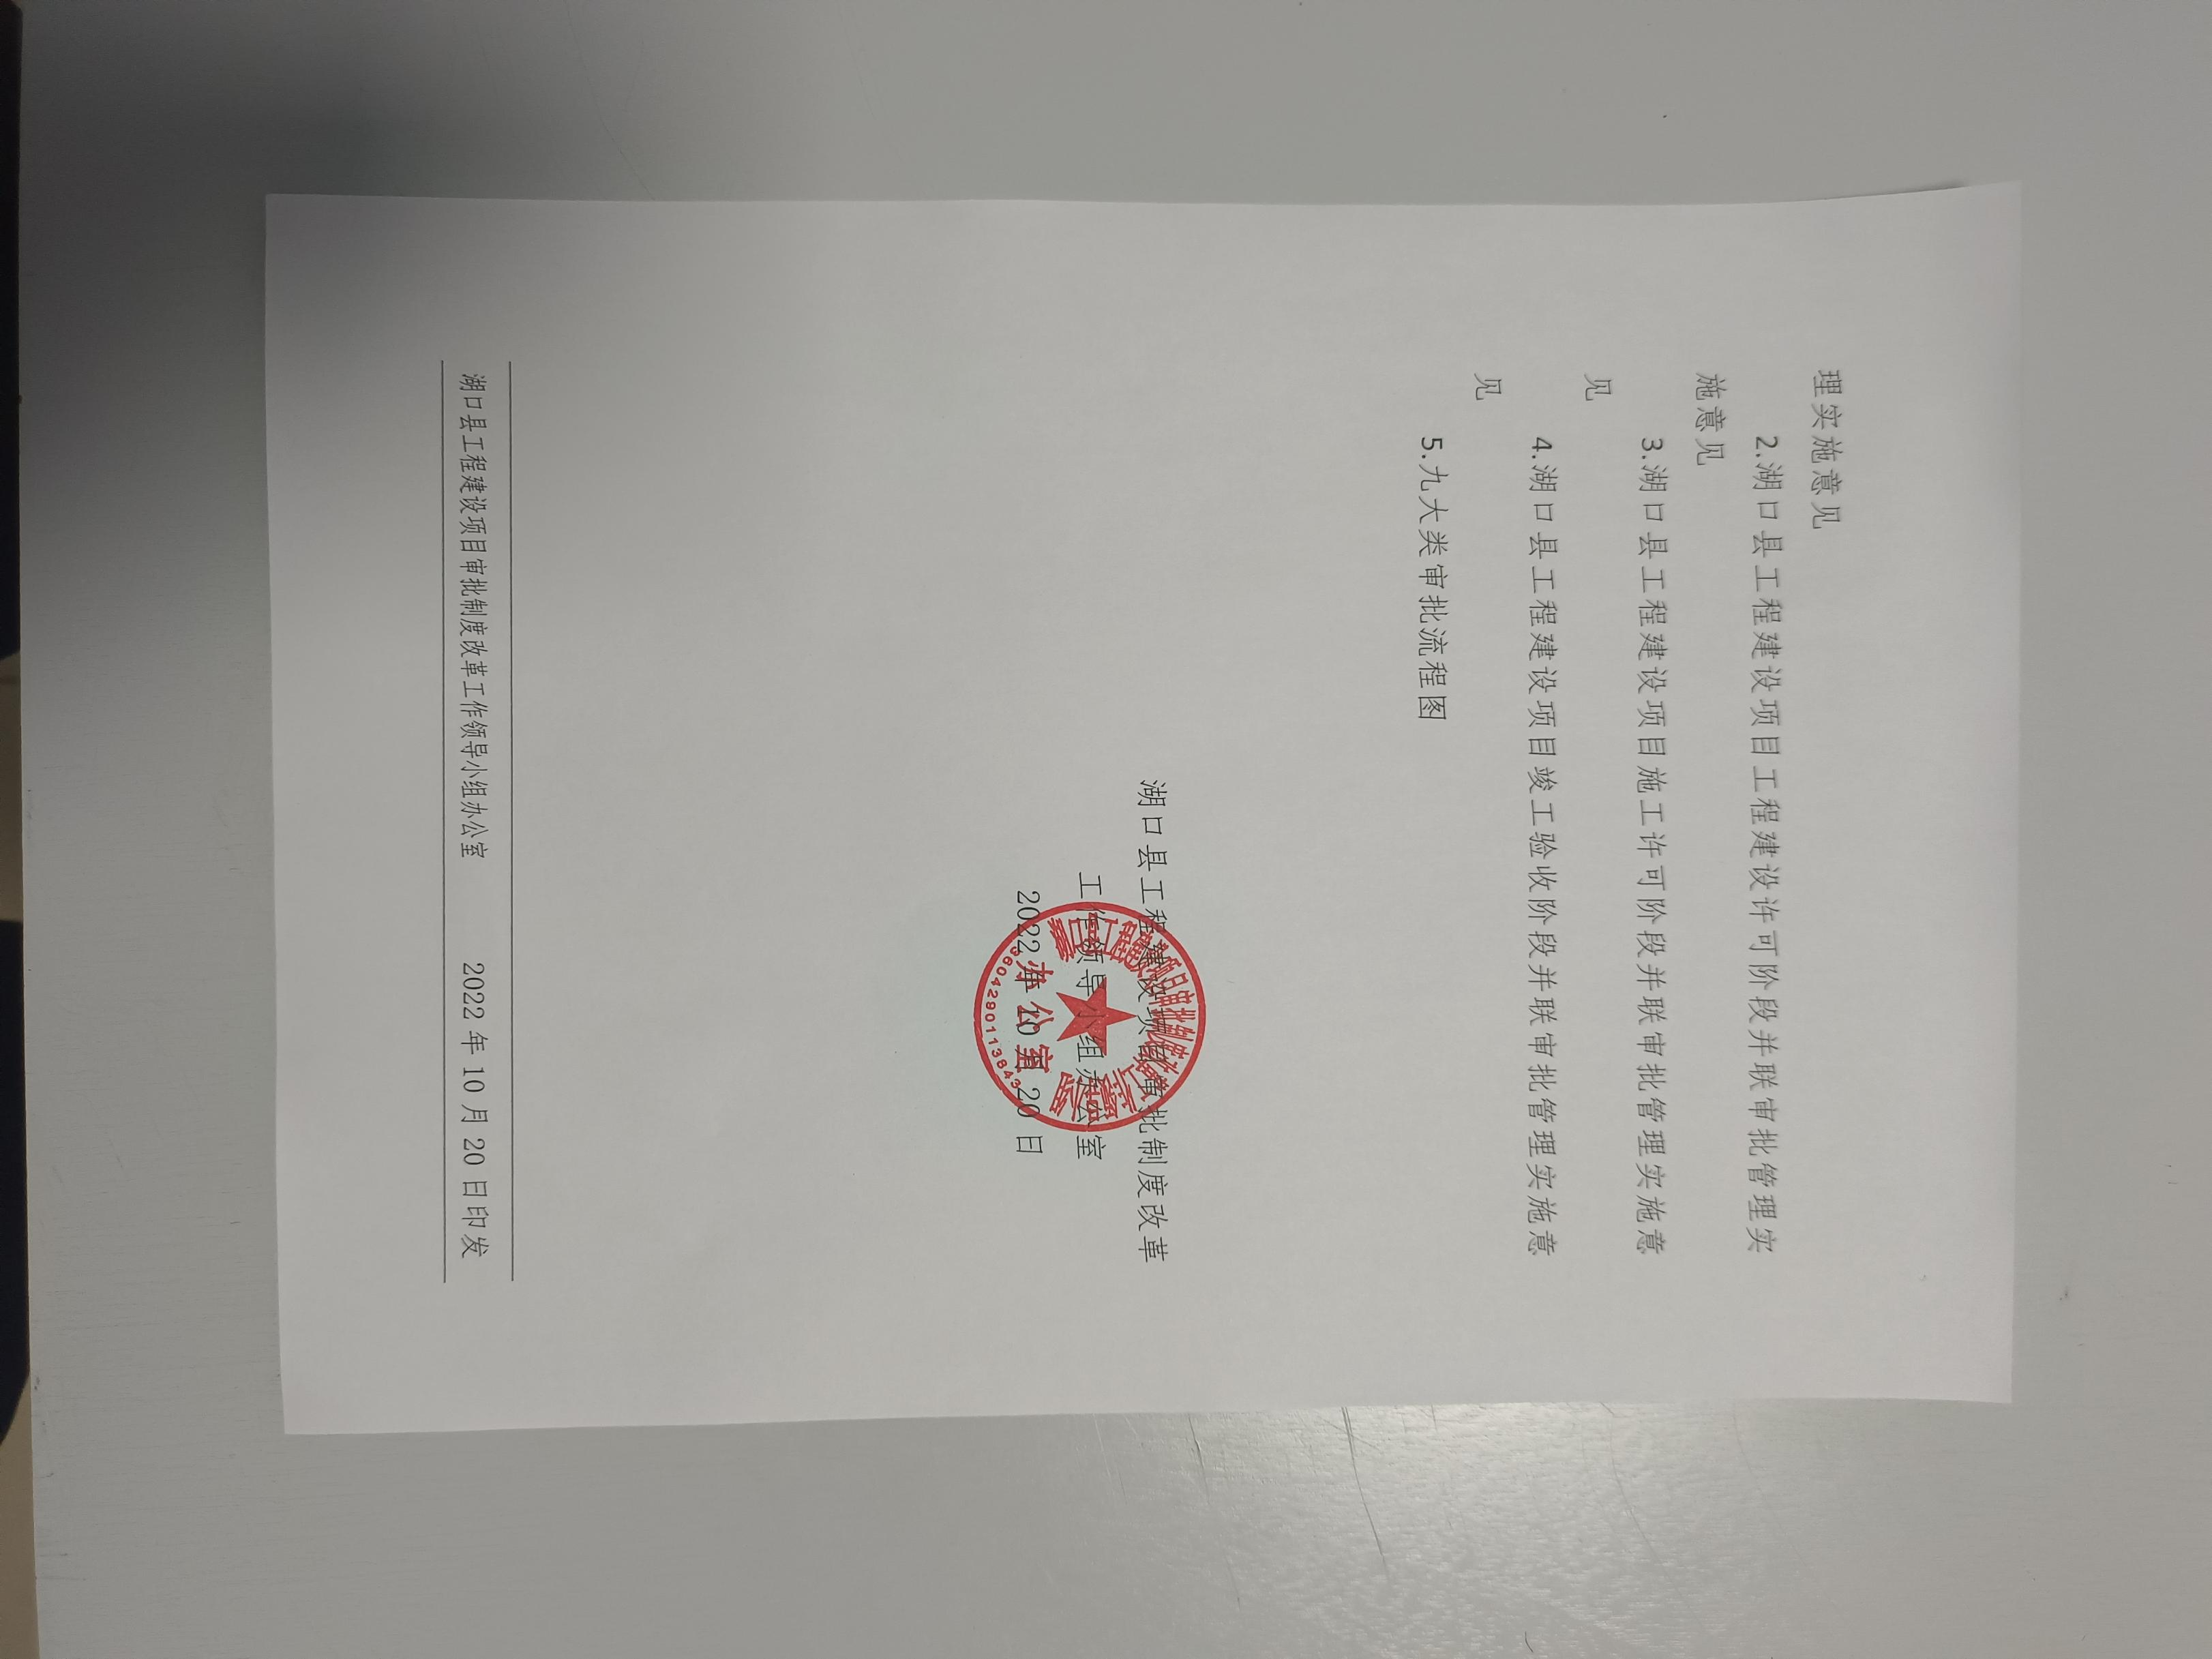 理实施意见
2.湖口县工程建设项目工程建设许可阶段并联审批管理实
施意见
3.湖口县工程建设项目施工许可阶段并联审批管理实施意
见
4.湖口县工程建设项目竣工验收阶段并联审批管理实施意
见
5.九大类审批流程图
湖口县工程建设项目审批制度改革
工作领导小组办公室
2022年10月20日
办公室
湖口县工程建设项目审批制度改革工作领导小组办公室 2022年10月20日印发